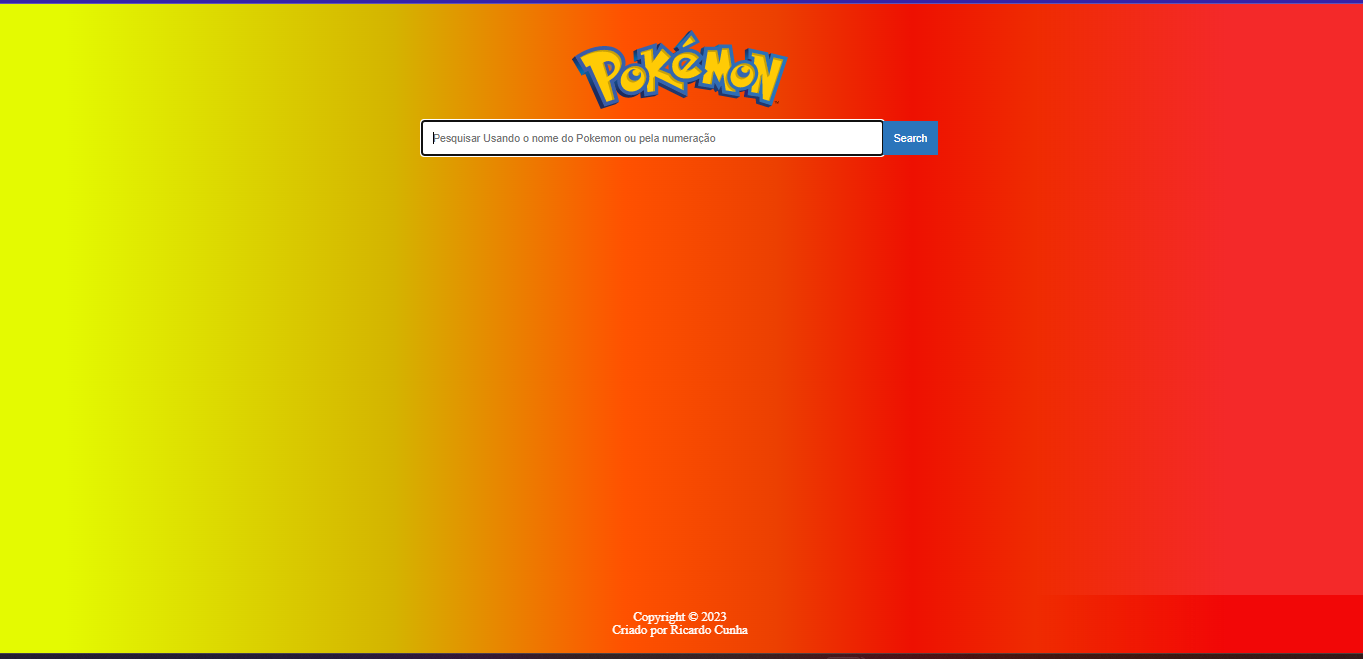 POKéMON
Pesquisar Usando o nome do Pokemon ou pela numeração
Search
Copyright © 2023
Criado por Ricardo Cunha